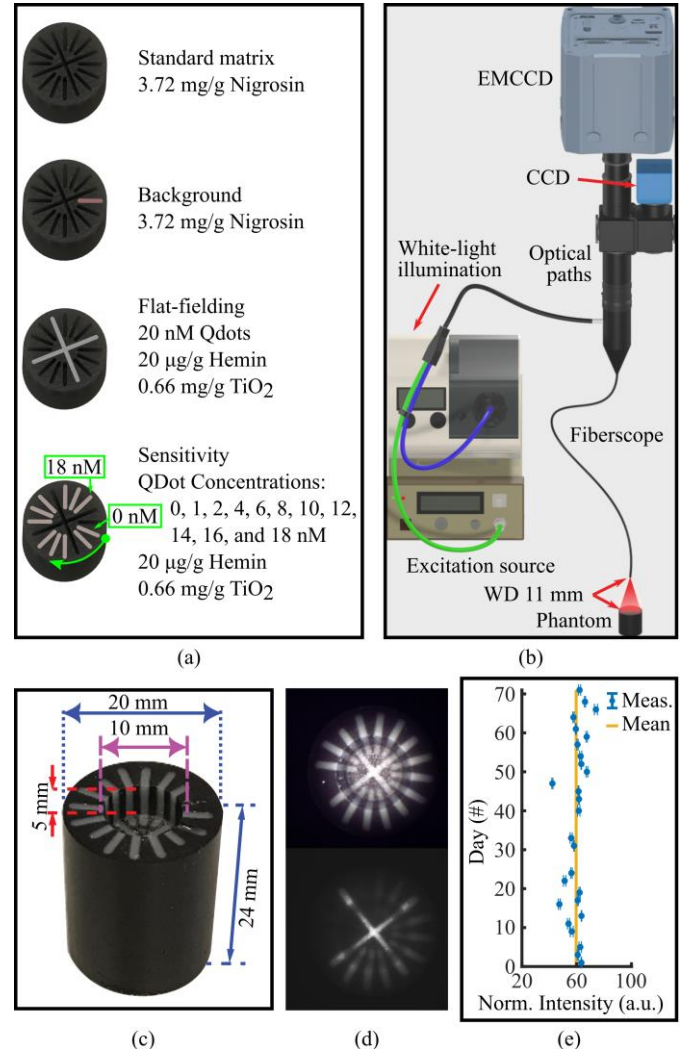 Standard matrix
3.72 mg/g Nigrosin
Background
3.72 mg/g Nigrosin
Flat-fielding
20 nM Qdots
20 μg/g Hemin
0.66 mg/g TiO2
18 nM
0 nM
Sensitivity
QDot Concentrations:
0, 1, 2, 4, 6, 8, 10, 12,
14, 16, and 18 nM
20 μg/g Hemin
0.66 mg/g TiO2
(a)
EMCCD
CCD
White-light
illumination
Optical
paths
Fiberscope
Excitation source
WD 11 mm
Phantom
(b)
20 mm
10 mm
5 mm
24 mm
(c)
(d)
Meas.
Mean
Day (#)
70
60
50
40
30
20
10
0
20 60 100
Norm. Intensity (a.u.)
(e)